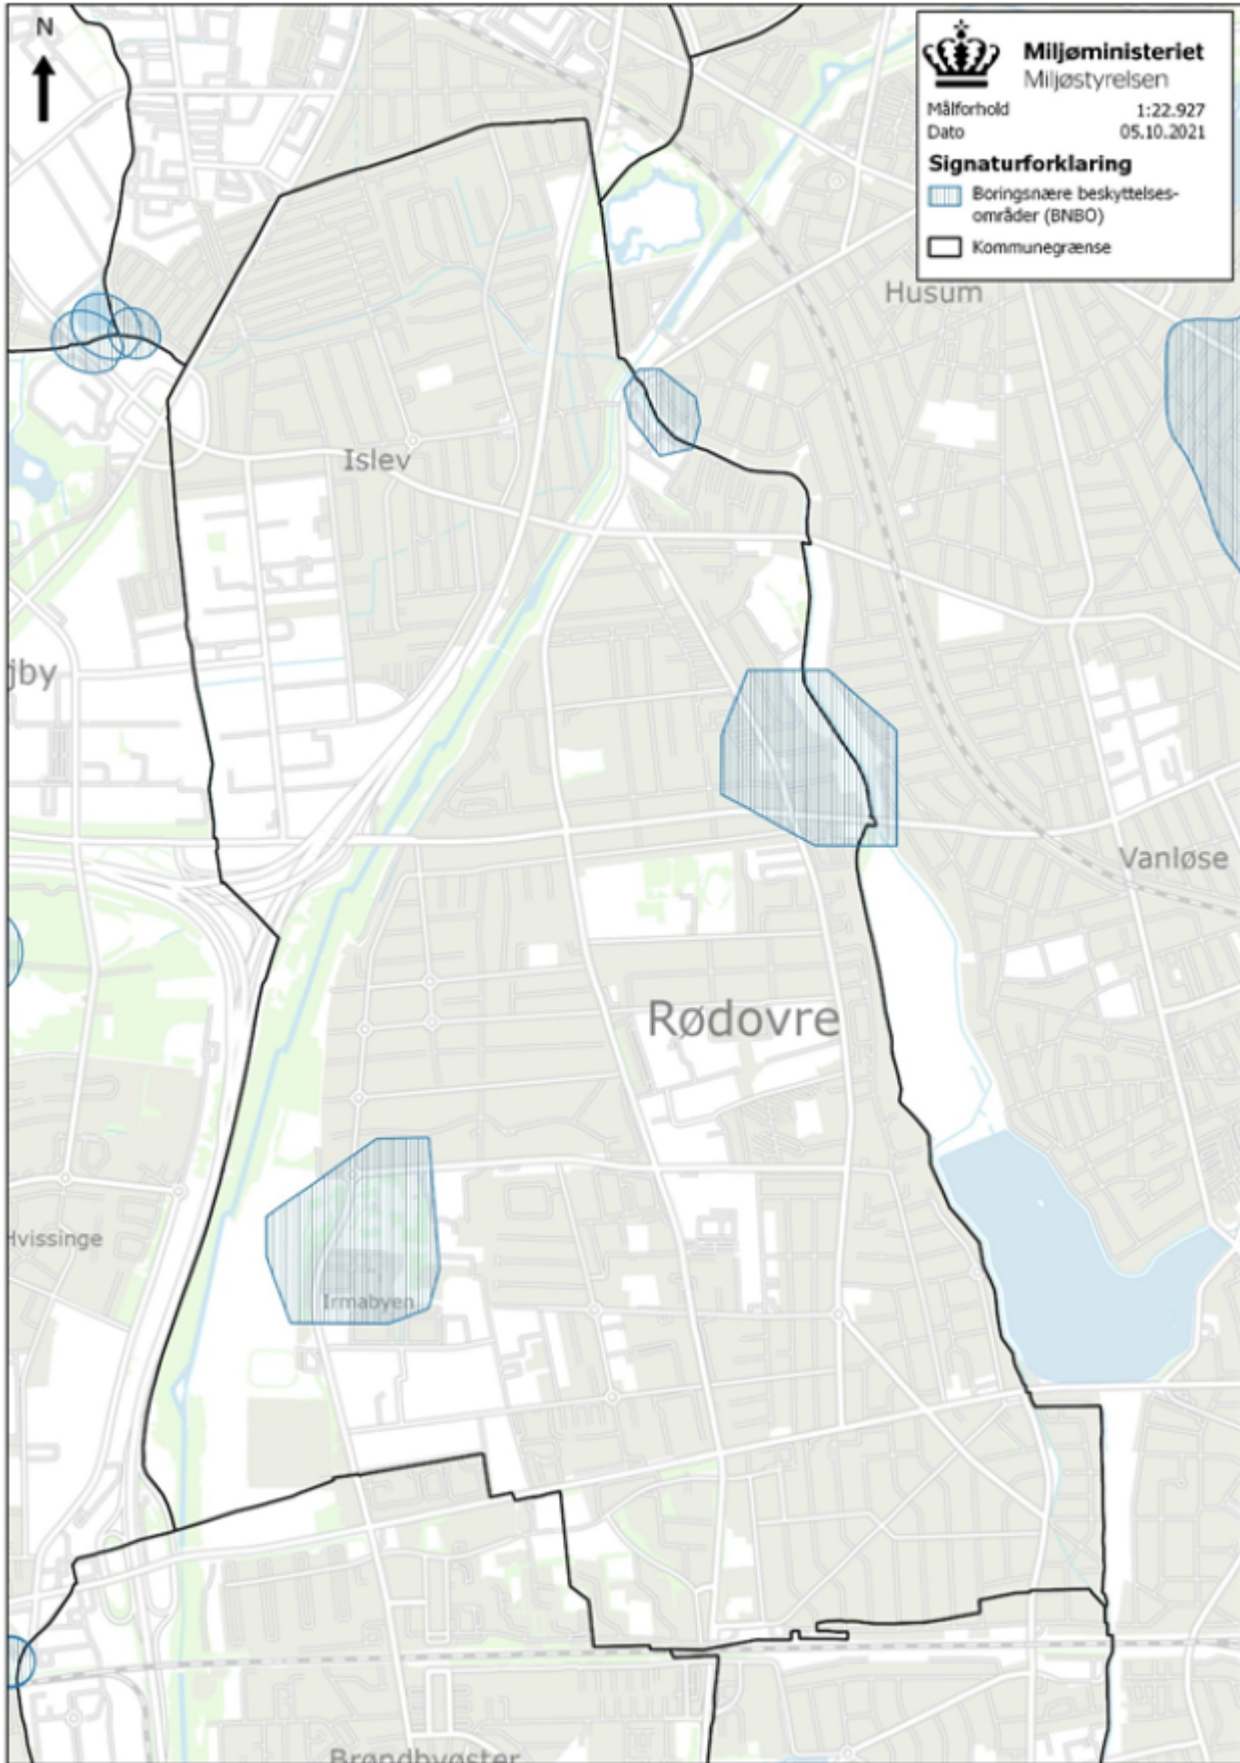 N
Miljøministeriet
Miljøstyrelsen
Målforhold 1:22.927
Dato 05.10.2021
Signaturforklaring
Boringsnære beskyttelses-
områder (BNBO)
Kommunegrænse
Husum
Islev
jby
Vanløse
Rødovre
Hvissinge
Irmabyen
Brøndbyøster